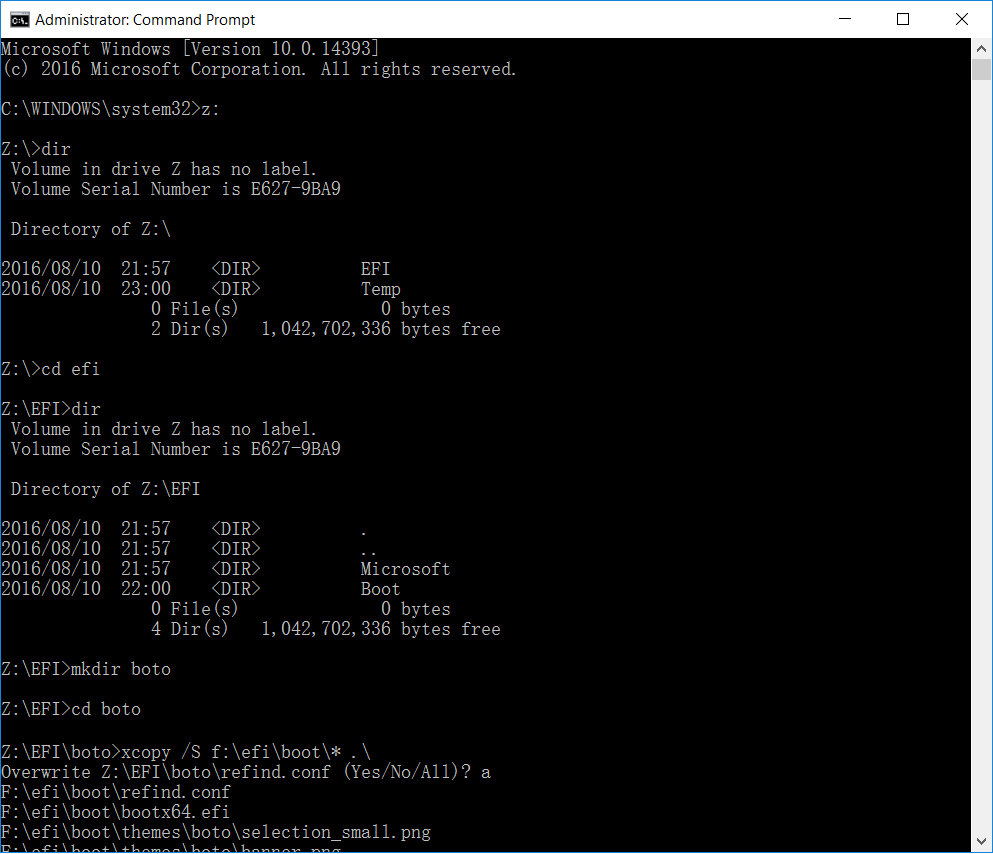 Administrator: Command Prompt
Microsoft Windows [Version 10.0.14393]
(c) 2016 Microsoft Corporation. All rights reserved.
C:\WINDOWS\system32>z:
Z:\>dir
 Volume in drive Z has no label.
 Volume Serial Number is E627-9BA9
 Directory of Z:\
2016/08/10  21:57    <DIR>          EFI
2016/08/10  23:00    <DIR>          Temp
               0 File(s)              0 bytes
               2 Dir(s)   1,042,702,336 bytes free
Z:\>cd efi
Z:\EFI>dir
 Volume in drive Z has no label.
 Volume Serial Number is E627-9BA9
 Directory of Z:\EFI
2016/08/10  21:57    <DIR>          .
2016/08/10  21:57    <DIR>          ..
2016/08/10  21:57    <DIR>          Microsoft
2016/08/10  22:00    <DIR>          Boot
               0 File(s)              0 bytes
               4 Dir(s)   1,042,702,336 bytes free
Z:\EFI>mkdir boto
Z:\EFI>cd boto
Z:\EFI\boto>xcopy /S f:\efi\boot\* .\
Overwrite Z:\EFI\boto\refind.conf (Yes/No/All)? a
F:\efi\boot\refind.conf
F:\efi\boot\bootx64.efi
F:\efi\boot\themes\boto\selection_small.png
F:\efi\boot\themes\boto\banner.png